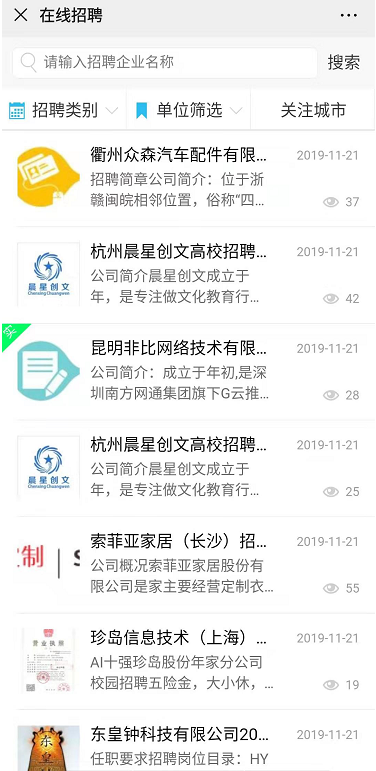 在线招聘
请输入招聘企业名称
搜索
招聘类别
单位筛选
关注城市
衢州众森汽车配件有限...
2019-11-21
招聘简章公司简介：位于浙
赣闽皖相邻位置，俗称“四...
37
晨星创文
Chenxing Chuangwen
杭州晨星创文高校招聘...
2019-11-21
公司简介晨星创文成立于
年，是专注做文化教育行...
42
实
昆明非比网络技术有限...
2019-11-21
公司简介：成立于年初,是深
圳南方网通集团旗下G云推...
28
晨星创文
Chenxing Chuangwen
杭州晨星创文高校招聘...
2019-11-21
公司简介晨星创文成立于
年，是专注做文化教育行...
25
制
索菲亚家居（长沙）招...
2019-11-21
公司概况索菲亚家居股份有
限公司是家主要经营定制衣...
55
营业执照
珍岛信息技术（上海）...
2019-11-21
AI十强珍岛股份年家分公司
校园招聘五险金，大小休，...
19
东皇
东皇钟科技有限公司20...
2019-11-21
任职要求招聘岗位目录：HY